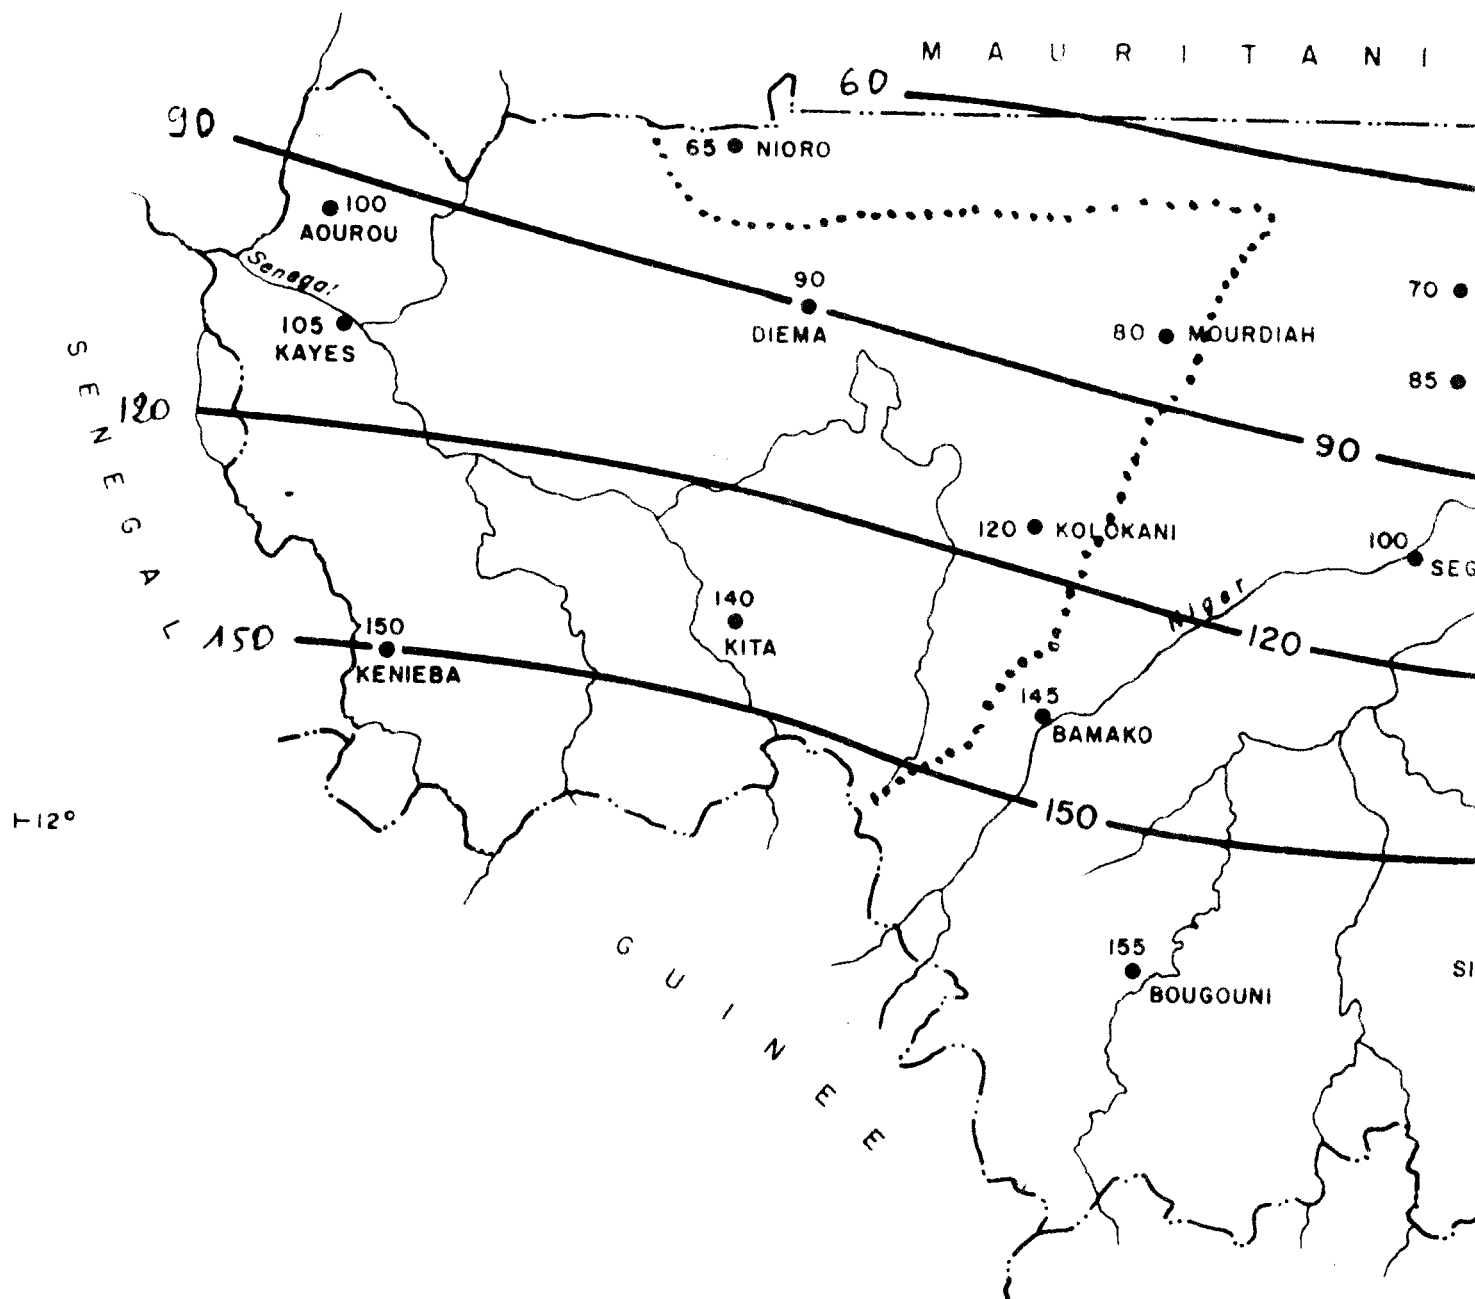 M A U R I T A N I
60
90
65 NIORO
100
AOUROU
Senegal
90
DIEMA
70
105
KAYES
80 MOURDIAH
85
120
90
S E N E G A L
120 KOLOKANI
100
SEG
Niger
140
KITA
150
150
KENIEBA
120
145
BAMAKO
150
12°
G U I N E E
155
BOUGOUNI
SI